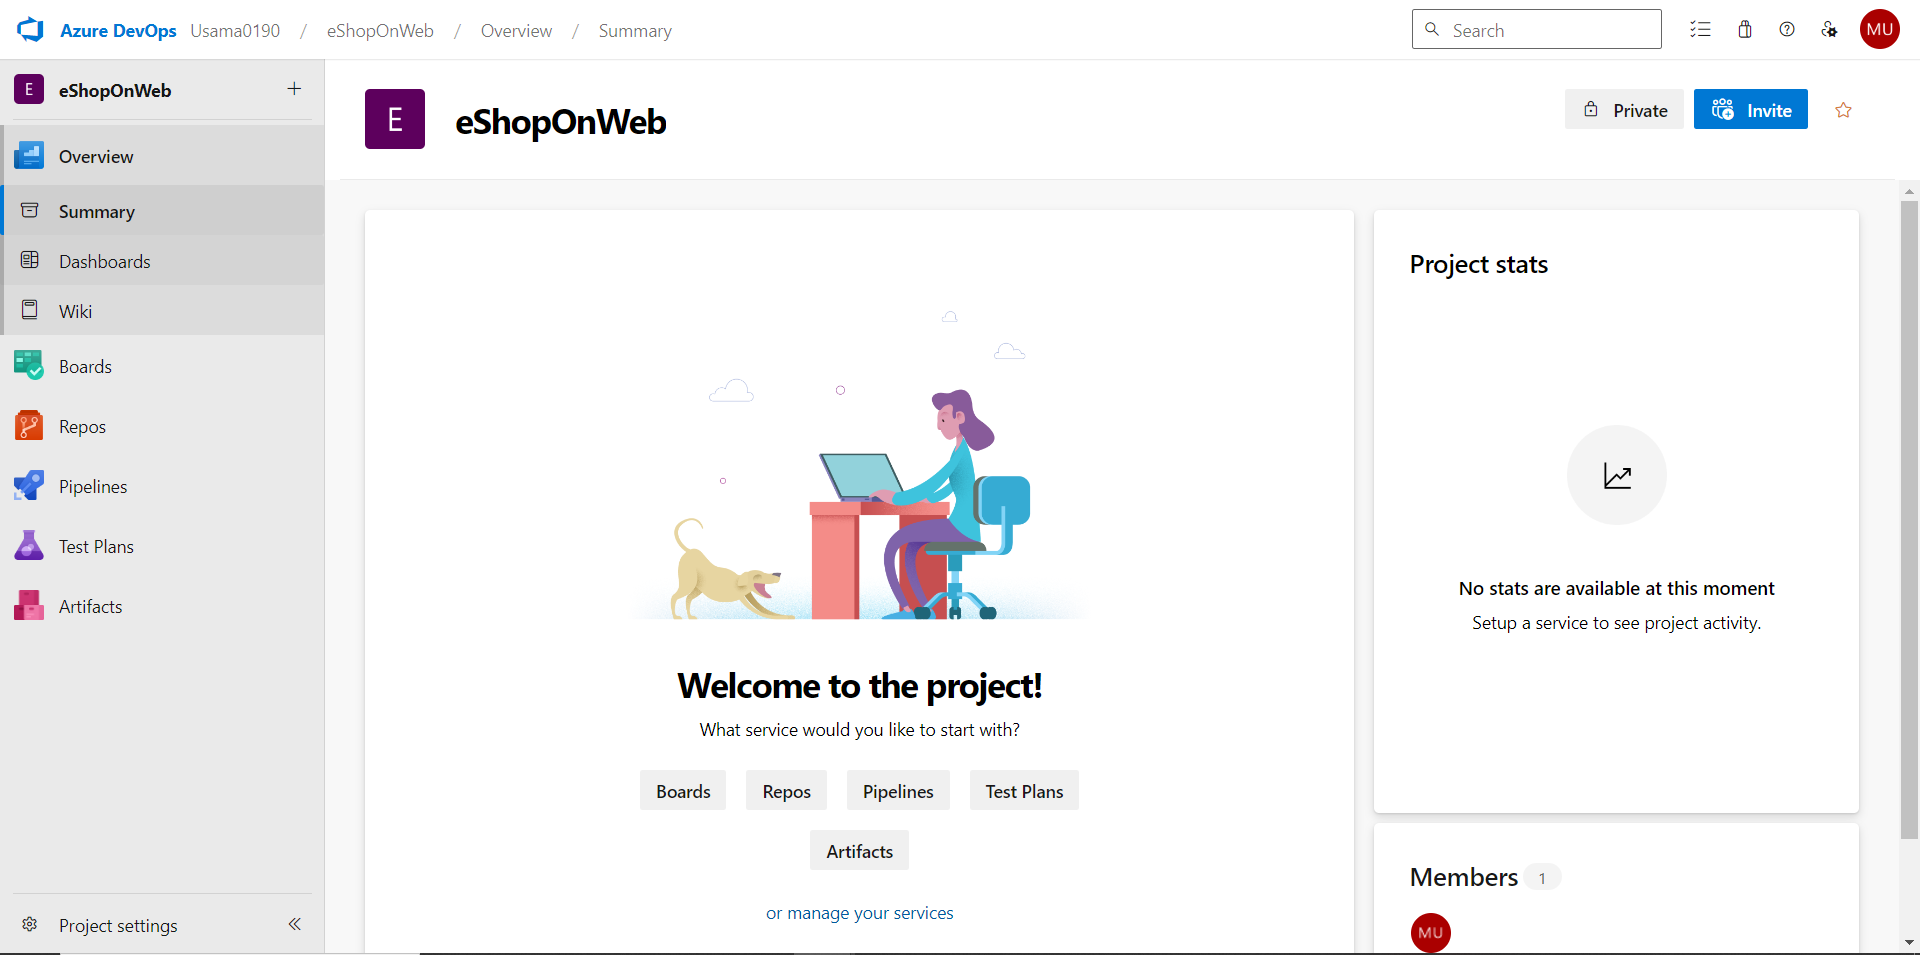 Azure DevOps Usama0190 / eShopOnWeb / Overview / Summary
Search
MU
E eShopOnWeb +
Overview
Summary
Dashboards
Wiki
Boards
Repos
Pipelines
Test Plans
Artifacts
Project settings
E eShopOnWeb
Private
Invite
Welcome to the project!
What service would you like to start with?
Boards Repos Pipelines Test Plans
Artifacts
or manage your services
Project stats
No stats are available at this moment
Setup a service to see project activity.
Members 1
MU